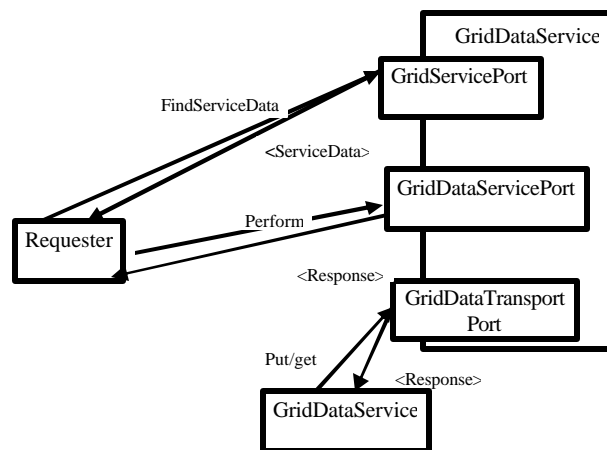 GridDataService
GridServicePort
FindServiceData
<ServiceData>
GridDataServicePort
Perform
Requester
<Response>
GridDataTransport
Port
Put/get
<Response>
GridDataService